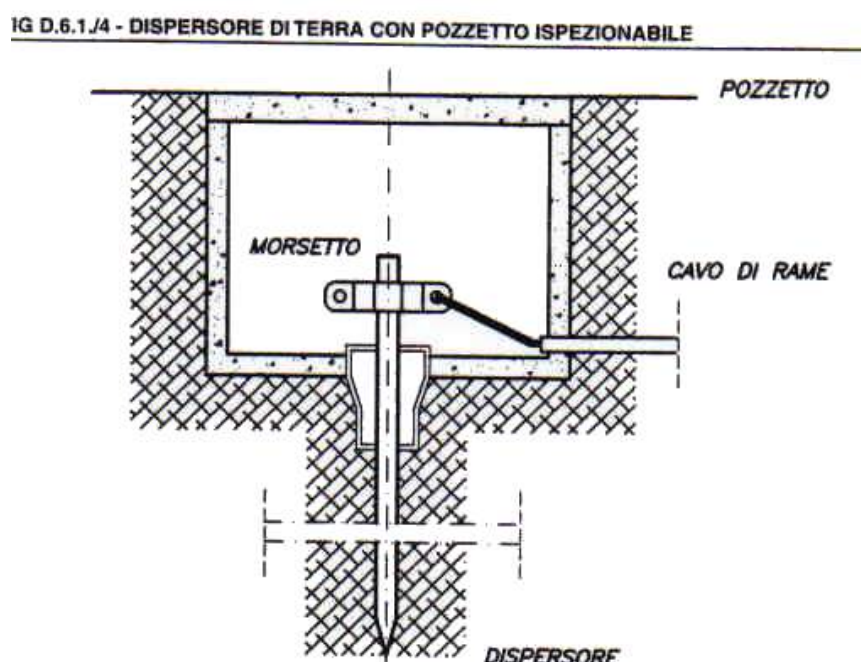 IG D.6.1./4 - DISPERSORE DI TERRA CON POZZETTO ISPEZIONABILE
POZZETTO
MORSETTO
CAVO DI RAME
DISPERSORE